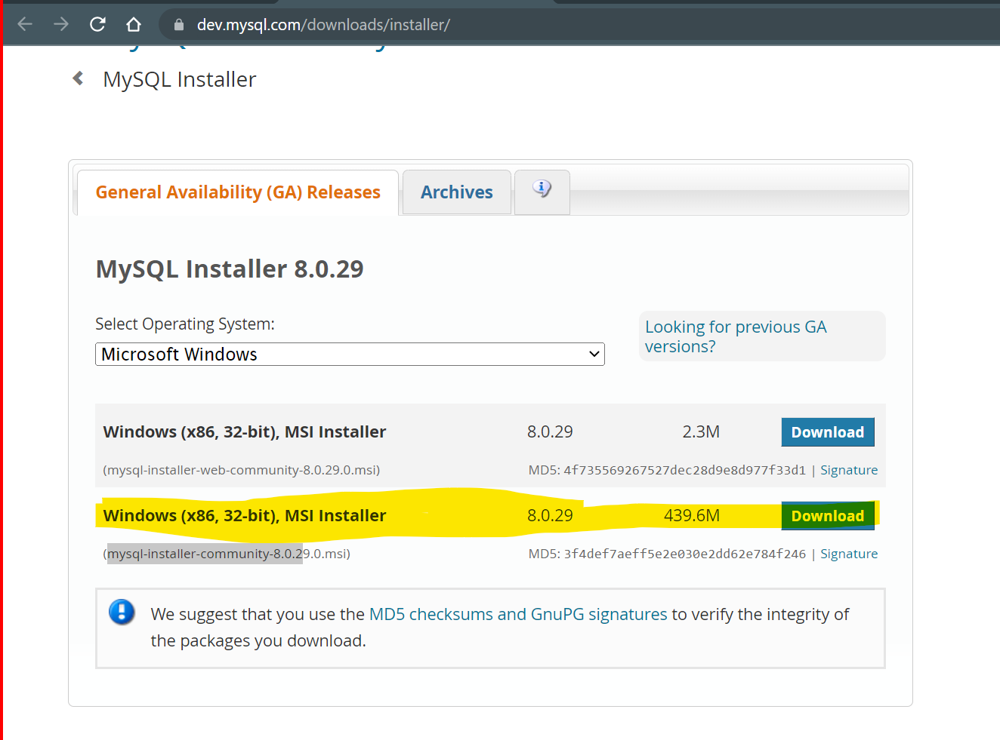 dev.mysql.com/downloads/installer/
MySQL Installer
General Availability (GA) Releases
Archives
MySQL Installer 8.0.29
Select Operating System:
Microsoft Windows
Looking for previous GA
versions?
Windows (x86, 32-bit), MSI Installer 8.0.29 2.3M Download
(mysql-installer-web-community-8.0.29.0.msi) MD5: 4f735569267527dec28d9e8d977f33d1 | Signature
Windows (x86, 32-bit), MSI Installer 8.0.29 439.6M Download
(mysql-installer-community-8.0.29.0.msi) MD5: 3f4def7aeff5e2e030e2dd62e784f246 | Signature
We suggest that you use the MD5 checksums and GnuPG signatures to verify the integrity of
the packages you download.